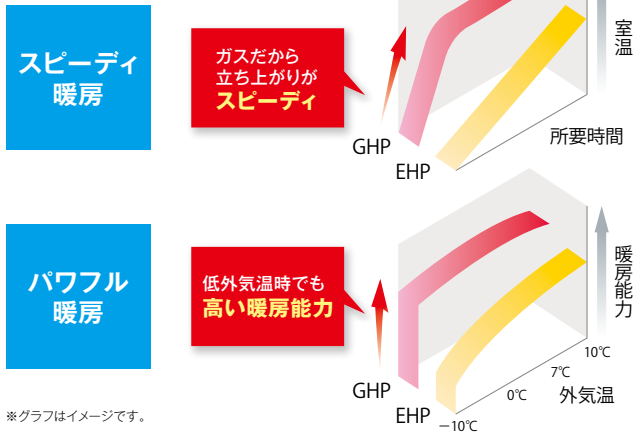 スピーディ
暖房
ガスだから
立ち上がりが
スピーディ
室温
所要時間
GHP
EHP
パワフル
暖房
低外気温時でも
高い暖房能力
暖房能力
10℃
7℃
0℃
外気温
−10℃
GHP
EHP
※グラフはイメージです。